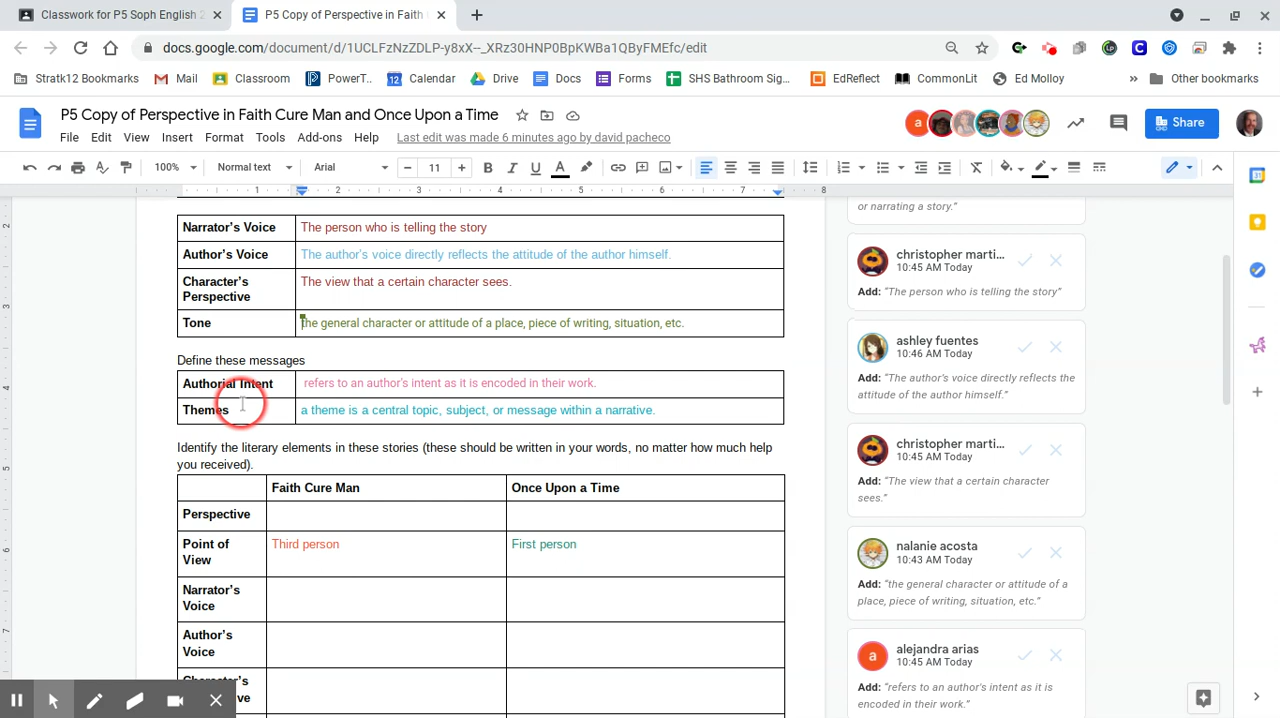 Classwork for P5 Soph English 2
P5 Copy of Perspective in Faith
docs.google.com/document/d/1UCLFzNzZDLP-y8xX--_XRz30HNP0BpKWBa1QByFMEfc/edit
Stratk12 Bookmarks Mail Classroom PowerT... Calendar Drive Docs Forms SHS Bathroom Sig... EdReflect CommonLit Ed Molloy » Other bookmarks
P5 Copy of Perspective in Faith Cure Man and Once Upon a Time
File Edit View Insert Help Last edit was made 6 minutes ago by david pacheco
Share
100% Normal text Arial 11
1 2 3 4 5 6 7 8
or narrating a story."
Narrator's Voice The person who is telling the story
Author's Voice The author's voice directly reflects the attitude of the author himself.
Character's Perspective The view that a certain character sees.
Tone the general character or attitude of a place, piece of writing, situation, etc.
Define these messages
Authorial Intent refers to an author's intent as it is encoded in their work.
Themes a theme is a central topic, subject, or message within a narrative.
Identify the literary elements in these stories (these should be written in your words, no matter how much help
you received).
Faith Cure Man Once Upon a Time
Perspective
Point of View Third person First person
Narrator's Voice
Author's Voice
christopher marti...
10:45 AM Today
Add: "The person who is telling the story"
ashley fuentes
10:46 AM Today
Add: "The author's voice directly reflects the
attitude of the author himself."
christopher marti...
10:45 AM Today
Add: "The view that a certain character
sees."
nalanie acosta
10:43 AM Today
Add: "the general character or attitude of a
place, piece of writing, situation, etc."
a
alejandra arias
10:45 AM Today
Add: "refers to an author's intent as it is
encoded in their work."